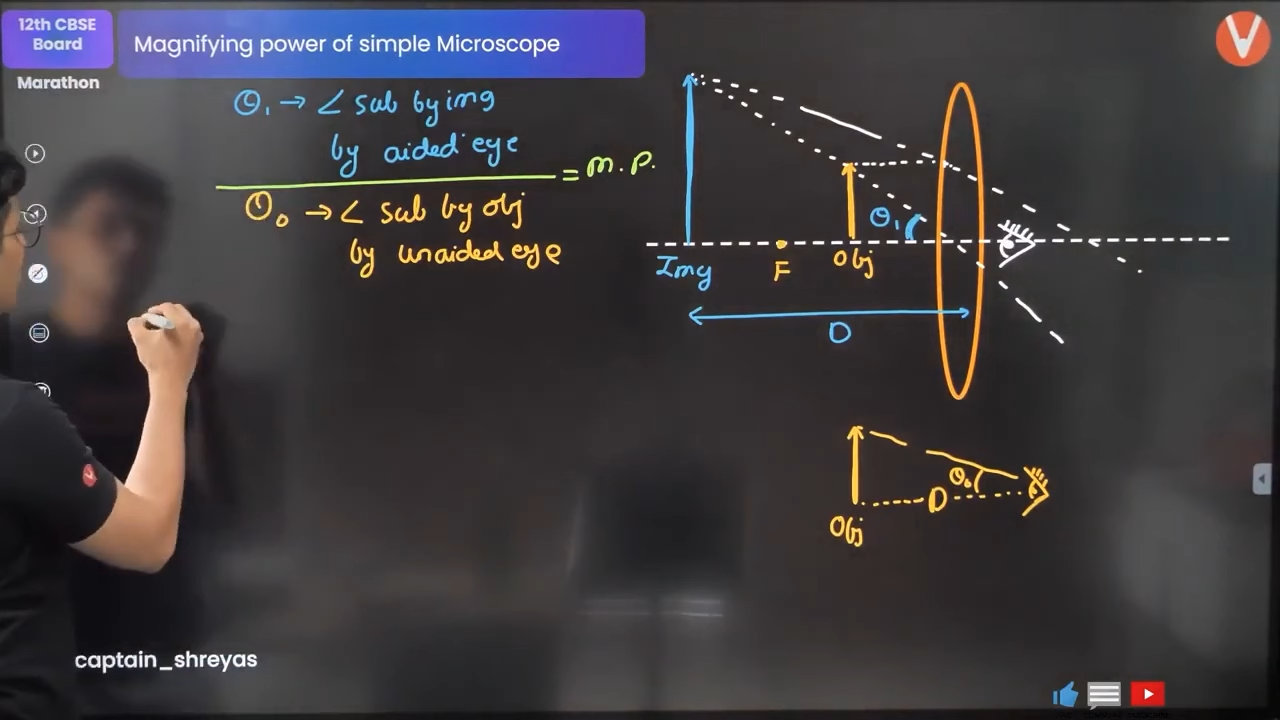 12th CBSE
Board
Marathon
Magnifying power of simple Microscope
θ₁ → ∠ sub by img
by aided eye
= m.p.
θ₀ → ∠ sub by obj
by unaided eye
θ₁
Img
F
Obj
D
θ₀
D
Obj
captain_shreyas